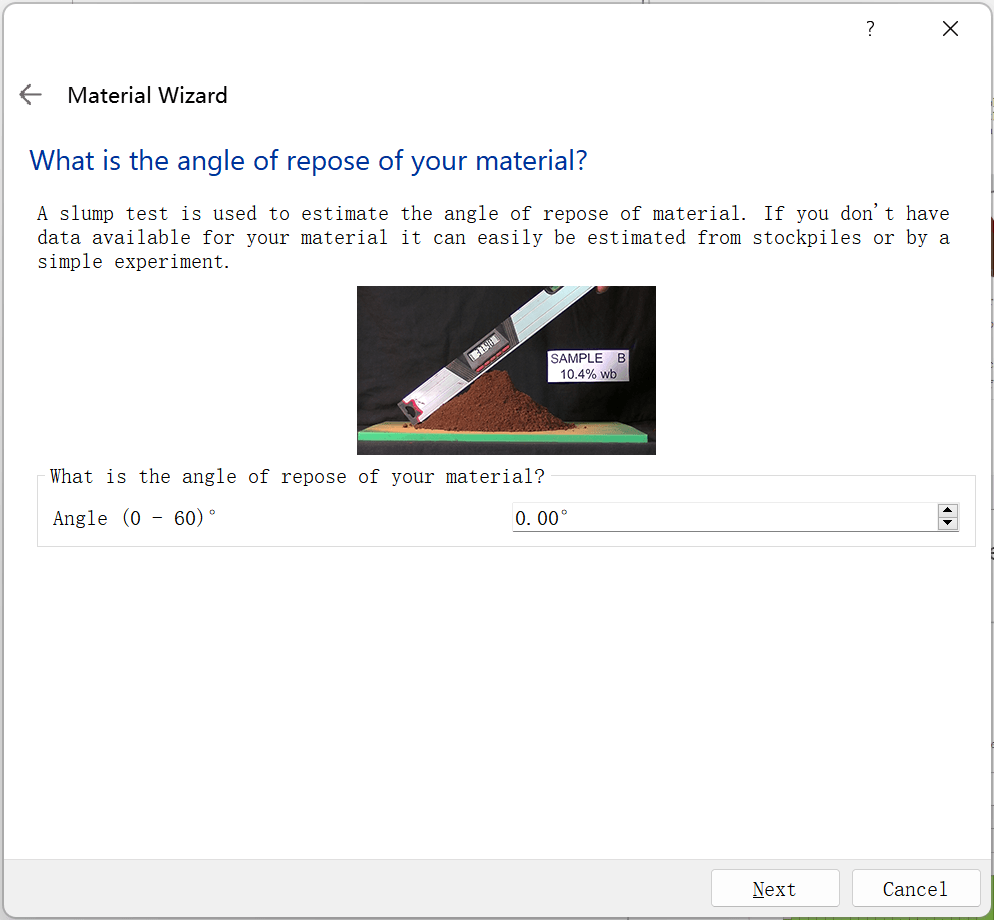 ?
Material Wizard
What is the angle of repose of your material?
A slump test is used to estimate the angle of repose of material. If you don't have
data available for your material it can easily be estimated from stockpiles or by a
simple experiment.
SAMPLE B
10.4% wb
What is the angle of repose of your material?
Angle (0 - 60)° 0.00°
Next Cancel